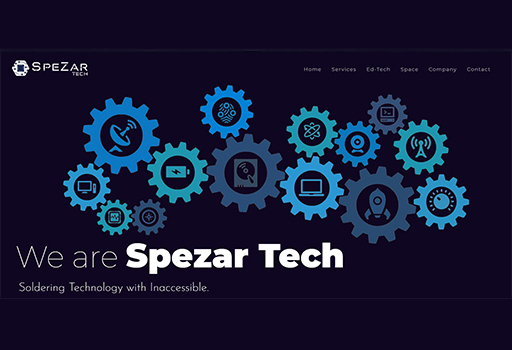 SPEZAR
TECH
Home Services Ed-Tech Space Company Contact
We are Spezar Tech
Soldering Technology with Inaccessible.